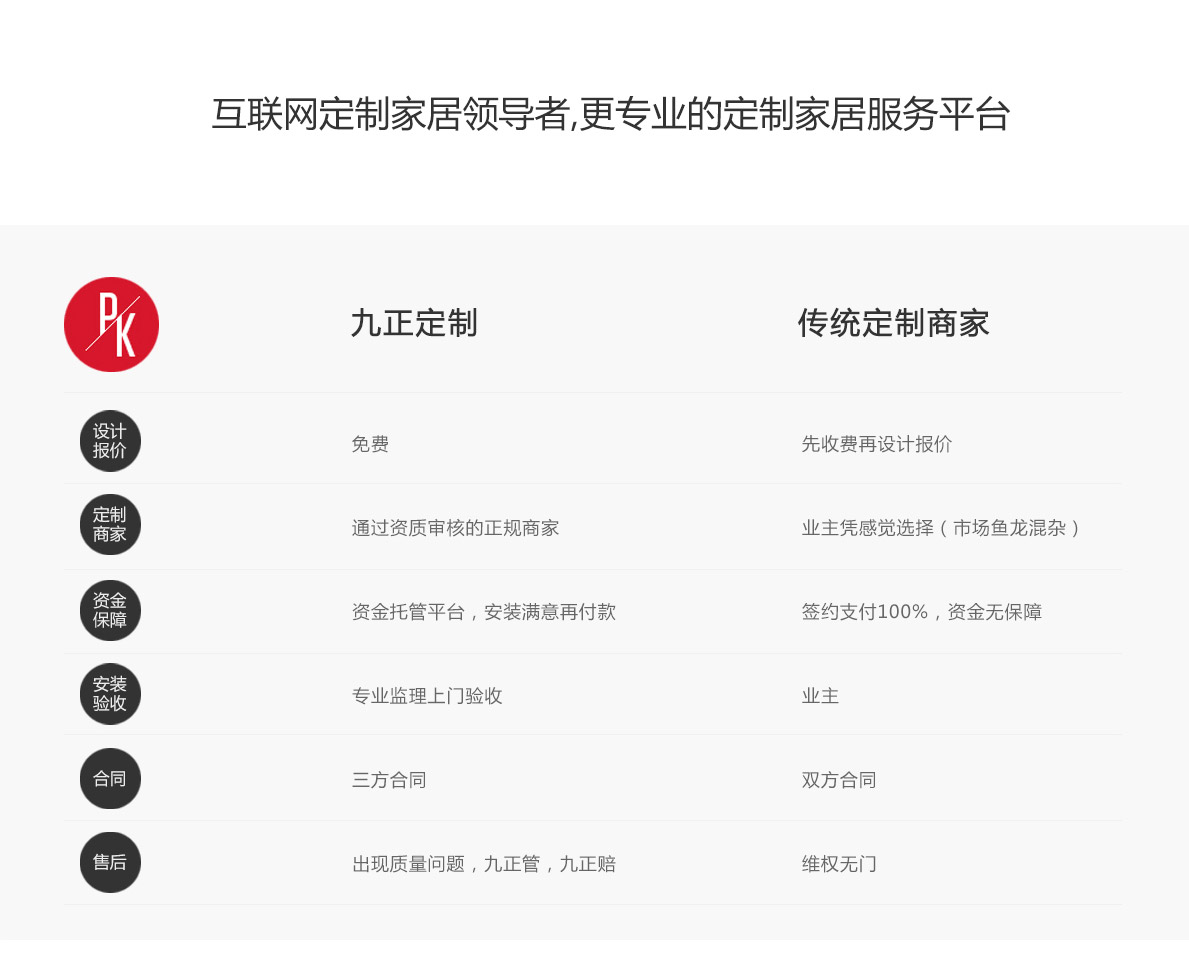 互联网定制家居领导者,更专业的定制家居服务平台
PK 九正定制 传统定制商家
设计
报价
免费 先收费再设计报价
定制
商家
通过资质审核的正规商家 业主凭感觉选择（市场鱼龙混杂）
资金
保障
资金托管平台，安装满意再付款 签约支付100%，资金无保障
安装
验收
专业监理上门验收 业主
合同 三方合同 双方合同
售后 出现质量问题，九正管，九正赔 维权无门